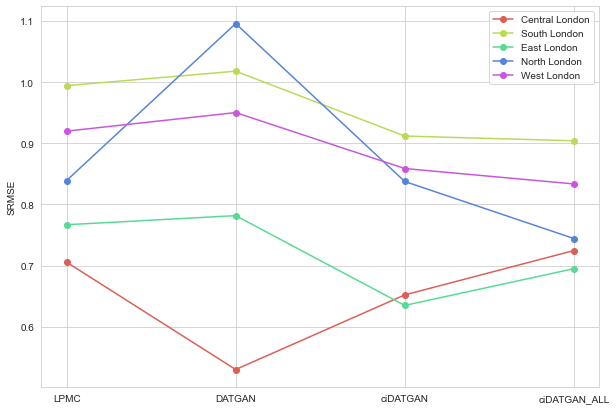 1.1
1.0
0.9
0.8
0.7
0.6
SRMSE
Central London
South London
East London
North London
West London
LPMC DATGAN ciDATGAN ciDATGAN_ALL